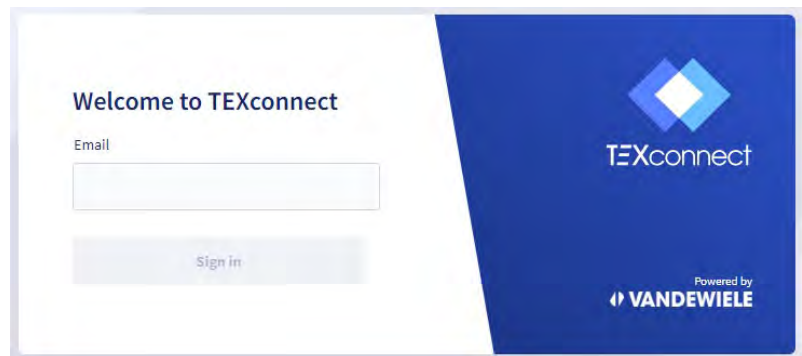 Welcome to TEXconnect
Email
Sign in
TEXconnect
Powered by
VANDEWIELE